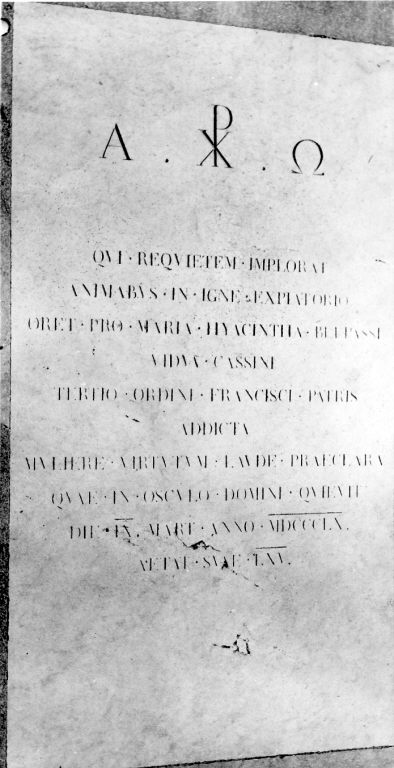 Α · ☧ · Ω
QVI · REQVIETEM · IMPLORAT
ANIMABVS · IN · IGNE · EXPIATORIO
ORET · PRO · MARIA · HYACINTHA · BELPASSI
VIDVA · CASSINI
TERTIO · ORDINI · FRANCISCI · PATRIS
ADDICTA
MVLIERE · VIRTVTVM · LAVDE · PRAECLARA
QVAE · IN · OSCVLO · DOMINI · QVIEVIT
DIE · IX. MART · ANNO · MDCCCLX.
AETAT · SVAE · LXV.